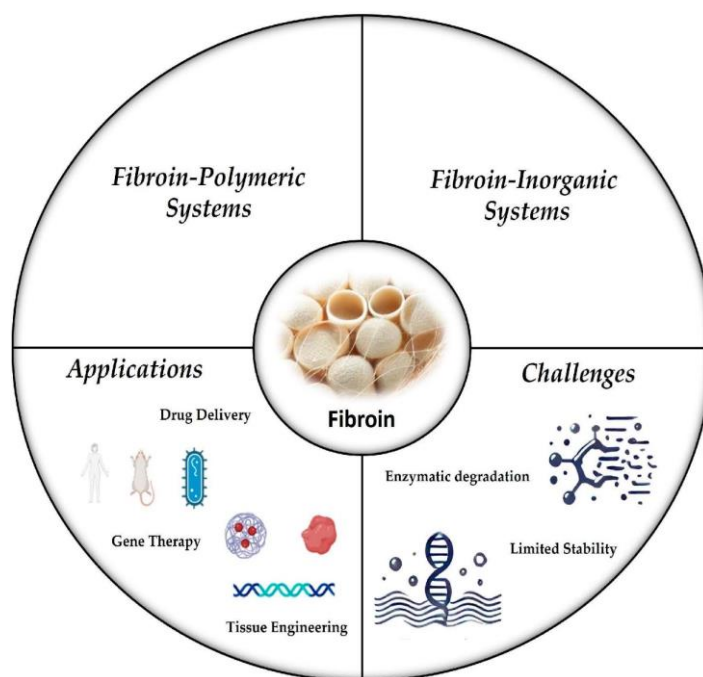 Fibroin-Polymeric
Systems
Fibroin-Inorganic
Systems
Fibroin
Applications
Drug Delivery
Gene Therapy
Tissue Engineering
Challenges
Enzymatic degradation
Limited Stability